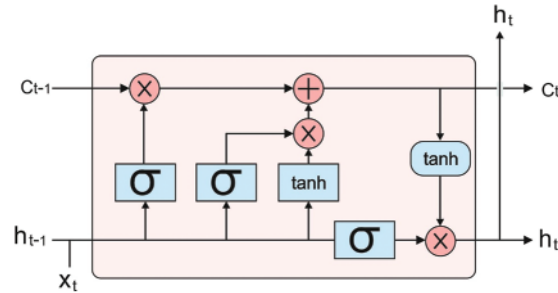 hₜ
Cₜ₋₁ × + Cₜ
×
σ σ tanh tanh
hₜ₋₁ σ × hₜ
xₜ